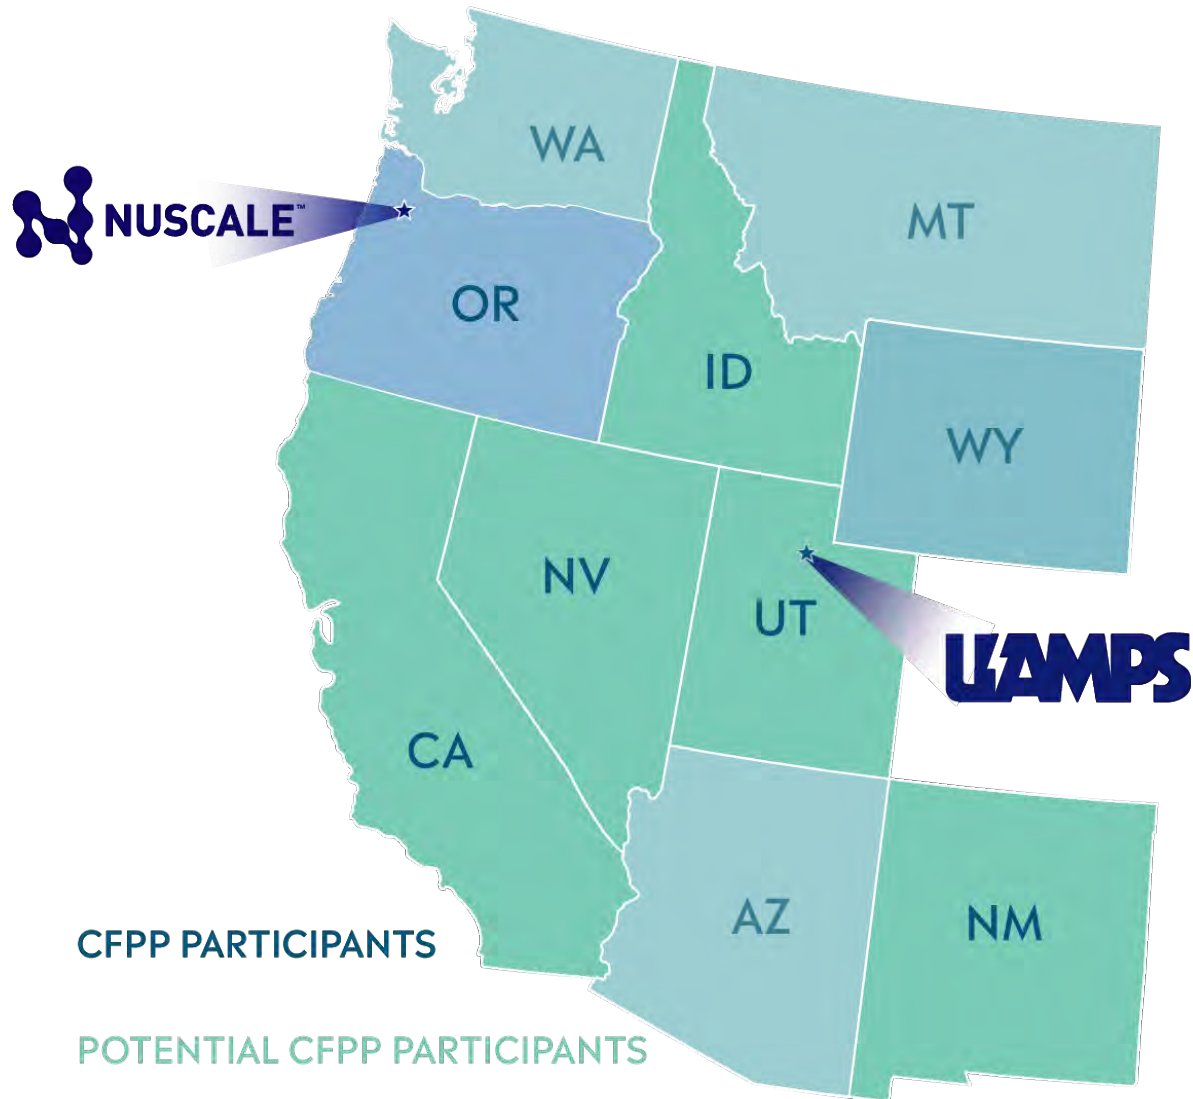 WA
MT
NUSCALE™
OR
ID
WY
NV
UT
UAMPS
CA
AZ
NM
CFPP PARTICIPANTS
POTENTIAL CFPP PARTICIPANTS